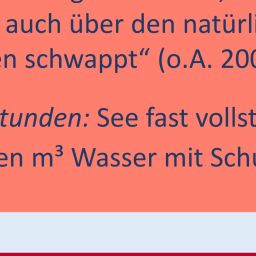 auch über den natürli
en schwappt“ (o.A. 200
tunden: See fast vollst
en m³ Wasser mit Schu